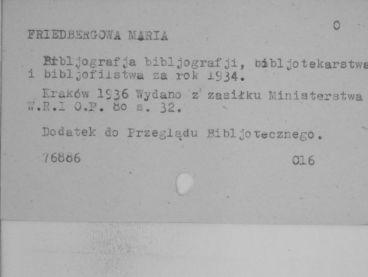 O
FRIEDBERGOWA MARIA
Bibljografja bibljografji, bibljotekarstwa
i bibljofilstwa za rok 1934.
Kraków 1936 Wydano z zasiłku Ministerstwa
W.R.I O.P. 8o s. 32.
Dodatek do Przeglądu Bibljotecznego.
76886
016